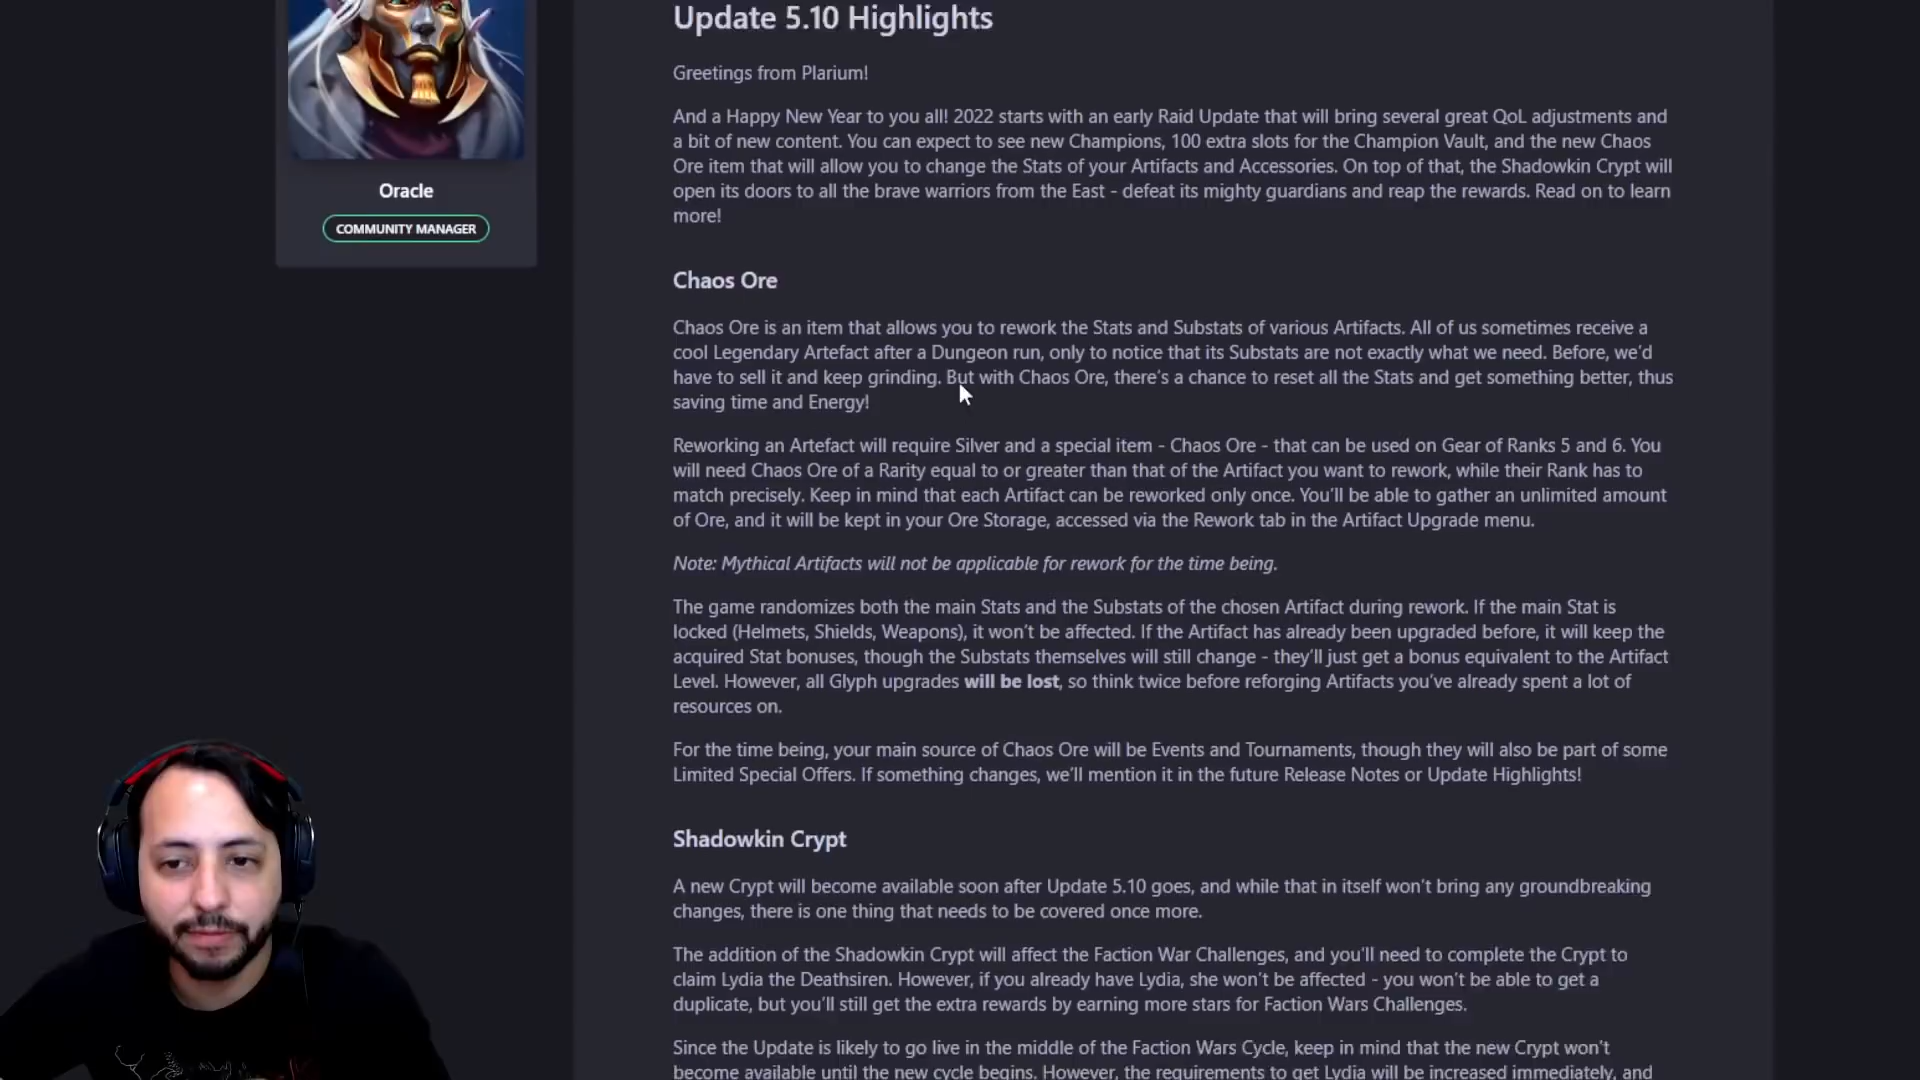 Update 5.10 Highlights
Greetings from Plarium!
And a Happy New Year to you all! 2022 starts with an early Raid Update that will bring several great QoL adjustments and
a bit of new content. You can expect to see new Champions, 100 extra slots for the Champion Vault, and the new Chaos
Ore item that will allow you to change the Stats of your Artifacts and Accessories. On top of that, the Shadowkin Crypt will
open its doors to all the brave warriors from the East - defeat its mighty guardians and reap the rewards. Read on to learn
more!
Oracle
COMMUNITY MANAGER
Chaos Ore
Chaos Ore is an item that allows you to rework the Stats and Substats of various Artifacts. All of us sometimes receive a
cool Legendary Artefact after a Dungeon run, only to notice that its Substats are not exactly what we need. Before, we'd
have to sell it and keep grinding. But with Chaos Ore, there's a chance to reset all the Stats and get something better, thus
saving time and Energy!
Reworking an Artefact will require Silver and a special item - Chaos Ore - that can be used on Gear of Ranks 5 and 6. You
will need Chaos Ore of a Rarity equal to or greater than that of the Artifact you want to rework, while their Rank has to
match precisely. Keep in mind that each Artifact can be reworked only once. You'll be able to gather an unlimited amount
of Ore, and it will be kept in your Ore Storage, accessed via the Rework tab in the Artifact Upgrade menu.
Note: Mythical Artifacts will not be applicable for rework for the time being.
The game randomizes both the main Stats and the Substats of the chosen Artifact during rework. If the main Stat is
locked (Helmets, Shields, Weapons), it won't be affected. If the Artifact has already been upgraded before, it will keep the
acquired Stat bonuses, though the Substats themselves will still change - they'll just get a bonus equivalent to the Artifact
Level. However, all Glyph upgrades will be lost, so think twice before reforging Artifacts you've already spent a lot of
resources on.
For the time being, your main source of Chaos Ore will be Events and Tournaments, though they will also be part of some
Limited Special Offers. If something changes, we'll mention it in the future Release Notes or Update Highlights!
Shadowkin Crypt
A new Crypt will become available soon after Update 5.10 goes, and while that in itself won't bring any groundbreaking
changes, there is one thing that needs to be covered once more.
The addition of the Shadowkin Crypt will affect the Faction War Challenges, and you'll need to complete the Crypt to
claim Lydia the Deathsiren. However, if you already have Lydia, she won't be affected - you won't be able to get a
duplicate, but you'll still get the extra rewards by earning more stars for Faction Wars Challenges.
Since the Update is likely to go live in the middle of the Faction Wars Cycle, keep in mind that the new Crypt won't
become available until the new cycle begins. However, the requirements to get Lydia will be increased immediately, and